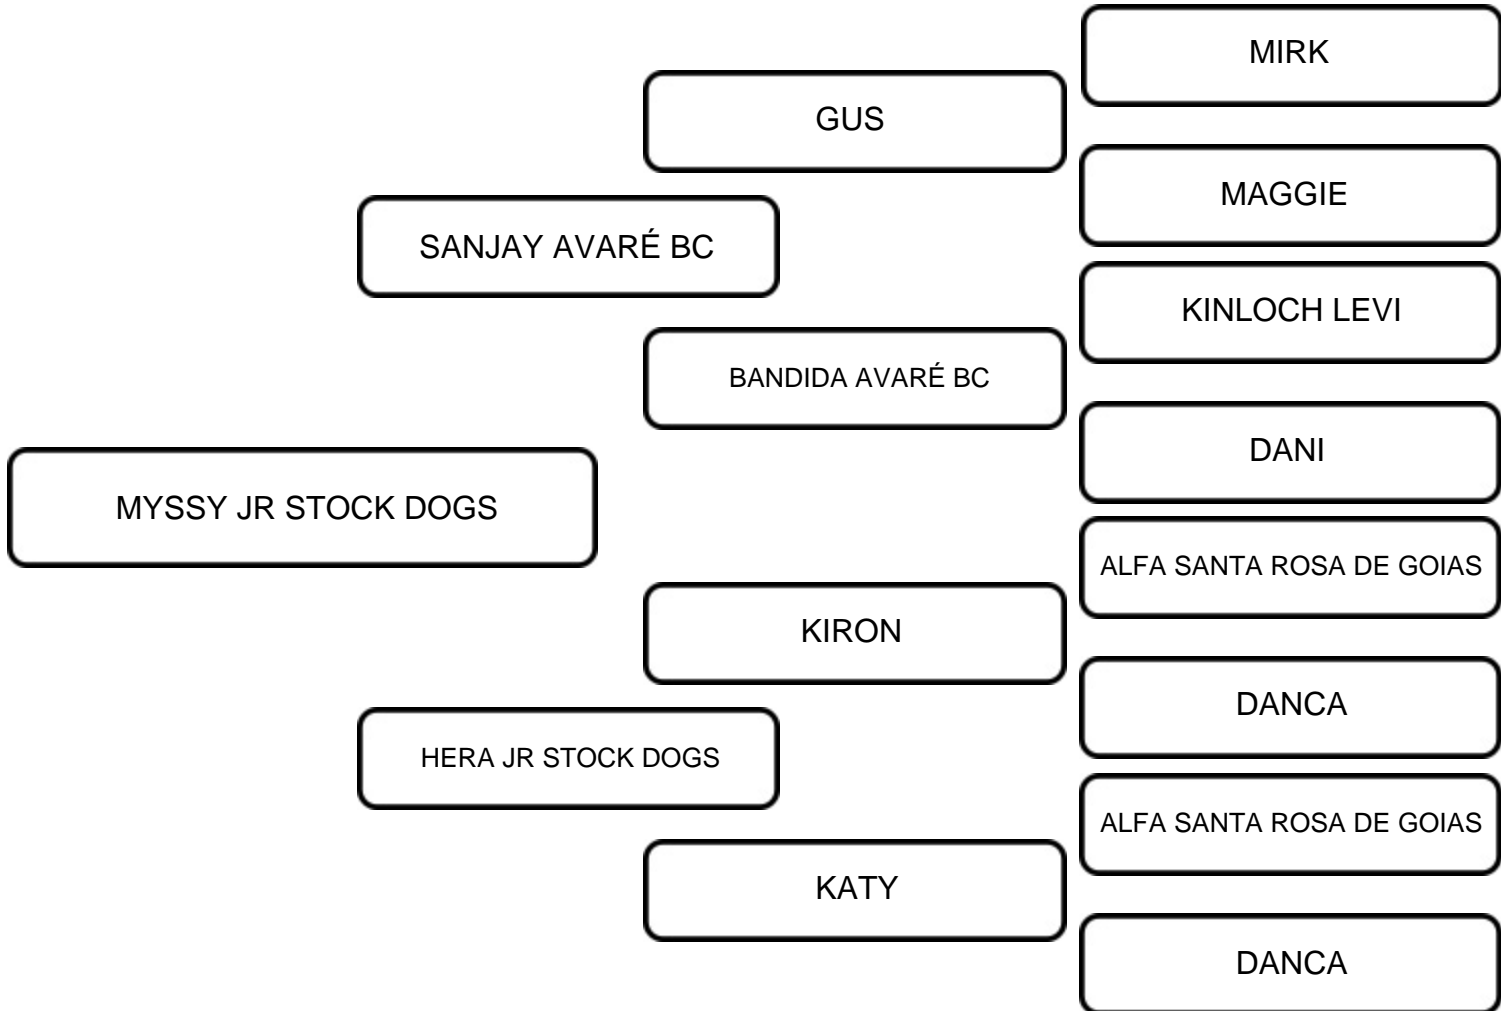 MIRK
GUS
MAGGIE
SANJAY AVARÉ BC
KINLOCH LEVI
BANDIDA AVARÉ BC
DANI
MYSSY JR STOCK DOGS
ALFA SANTA ROSA DE GOIAS
KIRON
DANCA
HERA JR STOCK DOGS
ALFA SANTA ROSA DE GOIAS
KATY
DANCA